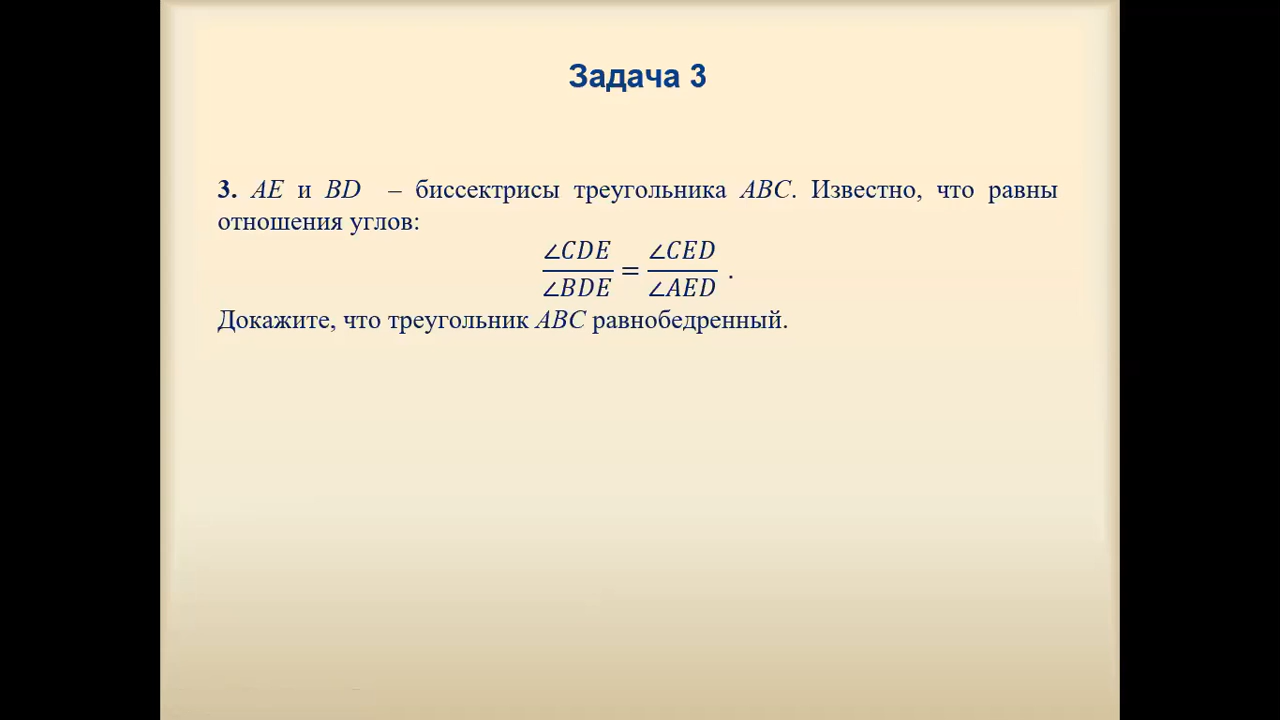 Задача 3
3. AE и BD – биссектрисы треугольника ABC. Известно, что равны
отношения углов:
∠CDE/∠BDE = ∠CED/∠AED .
Докажите, что треугольник ABC равнобедренный.